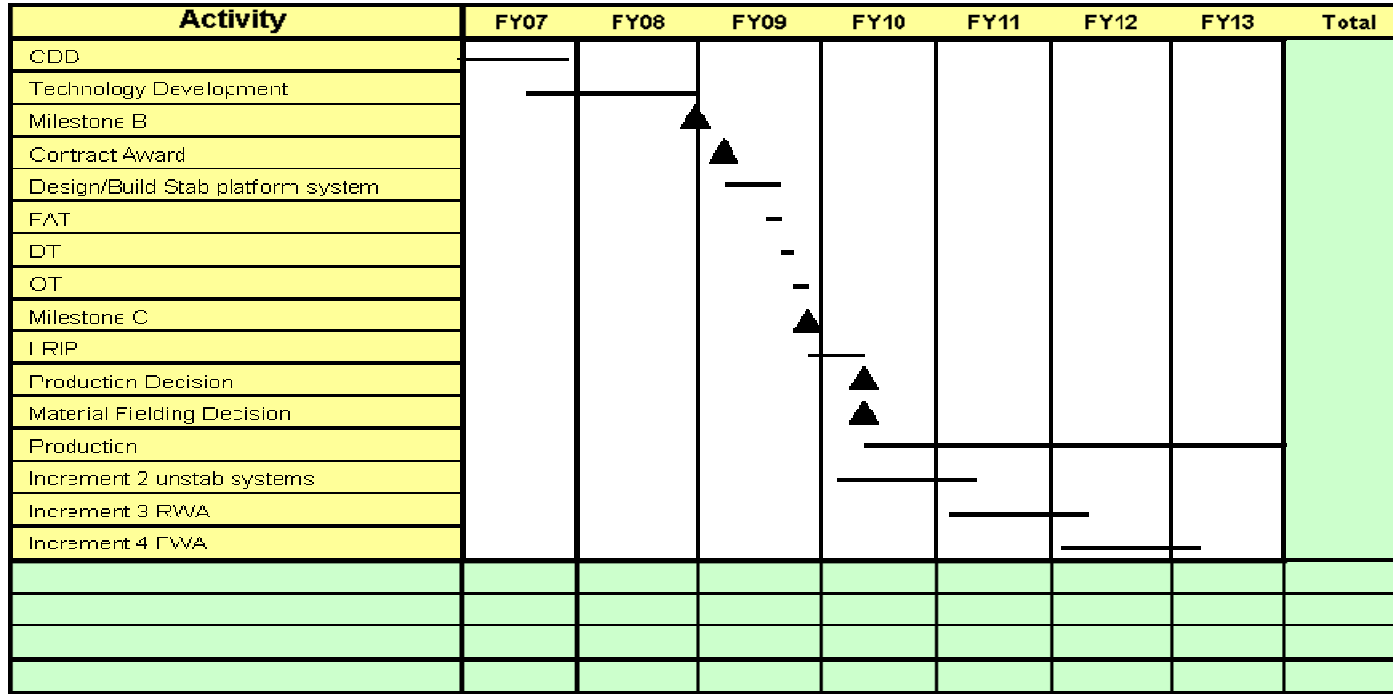 Activity FY07 FY08 FY09 FY10 FY11 FY12 FY13 Total
CDD
Technology Development
Milestone B
Contract Award
Design/Build Stab platform system
FAT
DT
OT
Milestone C
LRIP
Production Decision
Material Fielding Decision
Production
Increment 2 unstab systems
Increment 3 RWA
Increment 4 FWA